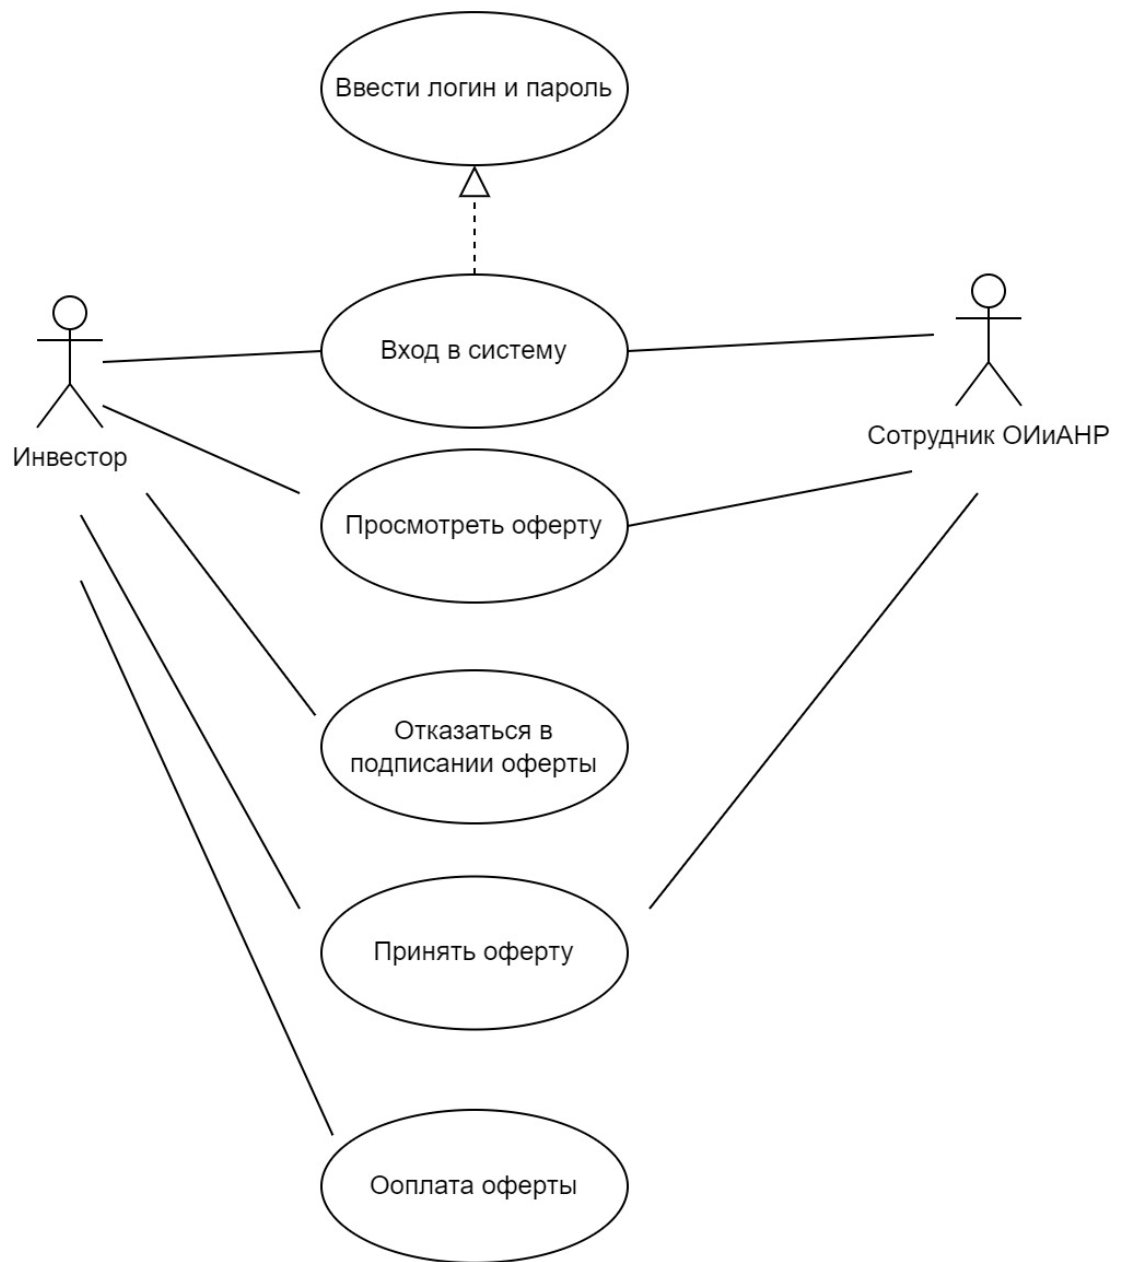 Ввести логин и пароль
Вход в систему
Сотрудник ОИиАНР
Инвестор
Просмотреть оферту
Отказаться в
подписании оферты
Принять оферту
Ооплата оферты